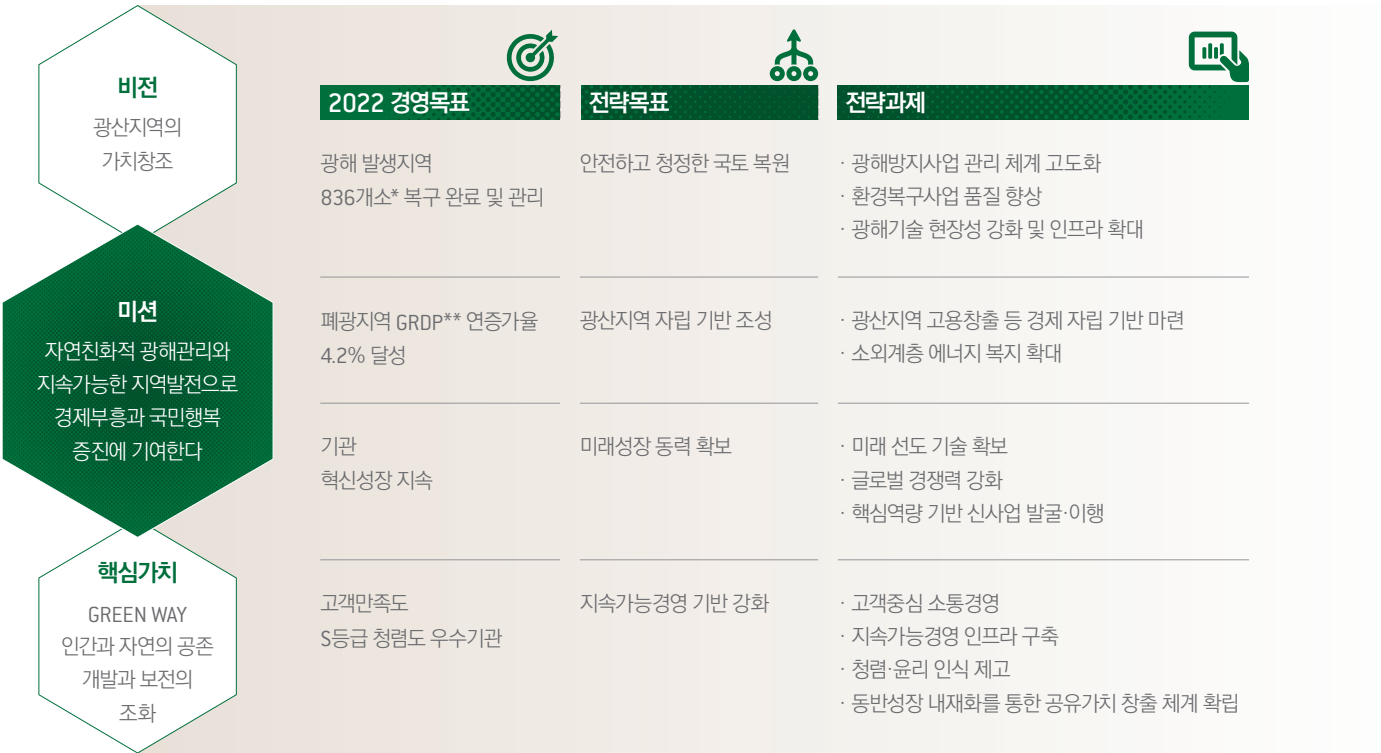 비전
광산지역의
가치창조
미션
자연친화적 광해관리와
지속가능한 지역발전으로
경제부흥과 국민행복
증진에 기여한다
핵심가치
GREEN WAY
인간과 자연의 공존
개발과 보전의
조화
2022 경영목표
전략목표
전략과제
광해 발생지역
836개소* 복구 완료 및 관리
안전하고 청정한 국토 복원
· 광해방지사업 관리 체계 고도화
· 환경복구사업 품질 향상
· 광해기술 현장성 강화 및 인프라 확대
폐광지역 GRDP** 연증가율
4.2% 달성
광산지역 자립 기반 조성
· 광산지역 고용창출 등 경제 자립 기반 마련
· 소외계층 에너지 복지 확대
기관
혁신성장 지속
미래성장 동력 확보
· 미래 선도 기술 확보
· 글로벌 경쟁력 강화
· 핵심역량 기반 신사업 발굴·이행
고객만족도
S등급 청렴도 우수기관
지속가능경영 기반 강화
· 고객중심 소통경영
· 지속가능경영 인프라 구축
· 청렴·윤리 인식 제고
· 동반성장 내재화를 통한 공유가치 창출 체계 확립